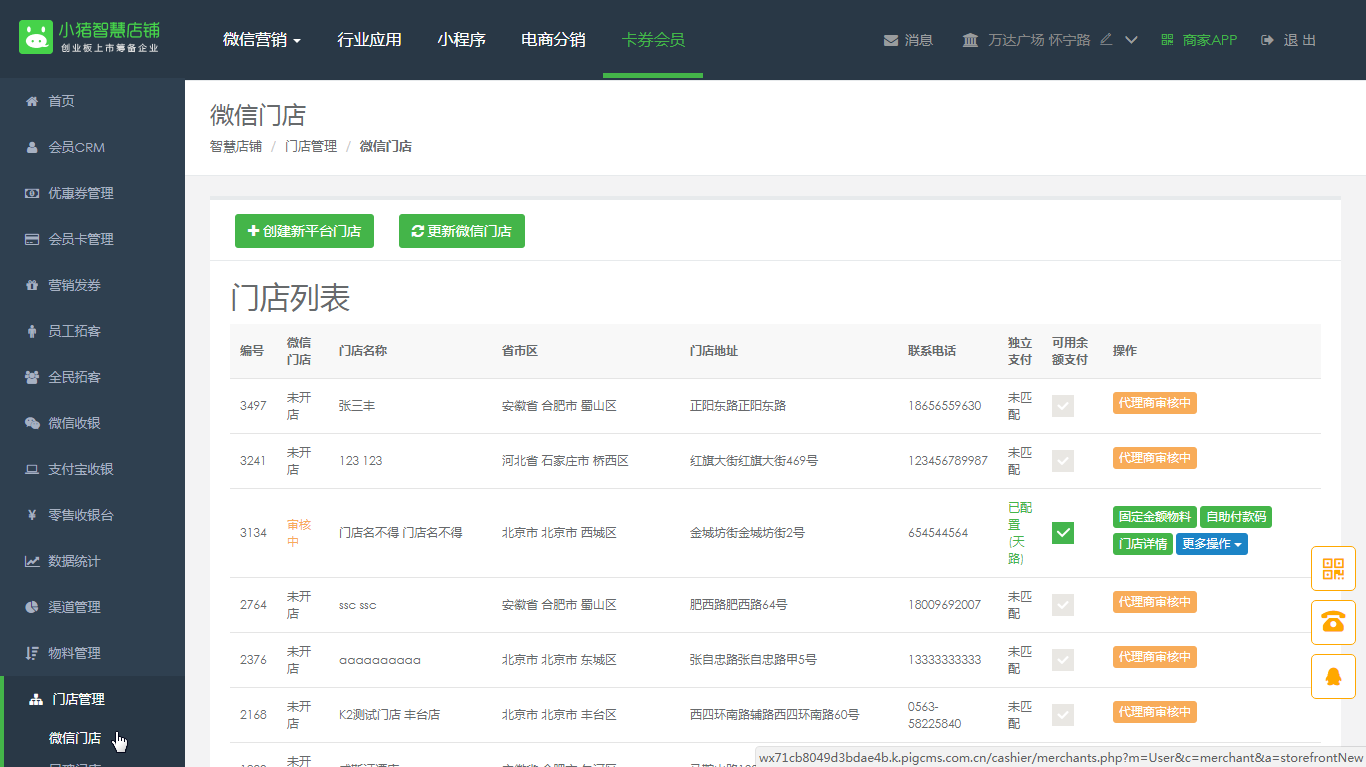 小猪智慧店铺
创业板上市筹备企业
微信营销
行业应用
小程序
电商分销
卡券会员
消息
万达广场 怀宁路
商家APP
退 出
首页
会员CRM
优惠券管理
会员卡管理
营销发券
员工拓客
全民拓客
微信收银
支付宝收银
零售收银台
数据统计
渠道管理
物料管理
门店管理
微信门店
微信门店
智慧店铺 / 门店管理 / 微信门店
创建新平台门店
更新微信门店
门店列表
编号 微信门店 门店名称 省市区 门店地址 联系电话 独立支付 可用余额支付 操作
3497 未开店 张三丰 安徽省 合肥市 蜀山区 正阳东路正阳东路 18656559630 未匹配 代理商审核中
3241 未开店 123 123 河北省 石家庄市 桥西区 红旗大街红旗大街469号 123456789987 未匹配 代理商审核中
3134 审核中 门店名不得 门店名不得 北京市 北京市 西城区 金城坊街金城坊街2号 654544564 已配置(天路) 固定金额物料 自助付款码
门店详情 更多操作
2764 未开店 ssc ssc 安徽省 合肥市 蜀山区 肥西路肥西路64号 18009692007 未匹配 代理商审核中
2376 未开店 aaaaaaaaaa 北京市 北京市 东城区 张自忠路张自忠路甲5号 13333333333 未匹配 代理商审核中
2168 未开店 K2测试门店 丰台店 北京市 北京市 丰台区 西四环南路辅路西四环南路60号 0563-58225840 未匹配 代理商审核中
未开
wx71cb8049d3bdae4b.k.pigcms.com.cn/cashier/merchants.php?m=User&c=merchant&a=storefrontNew